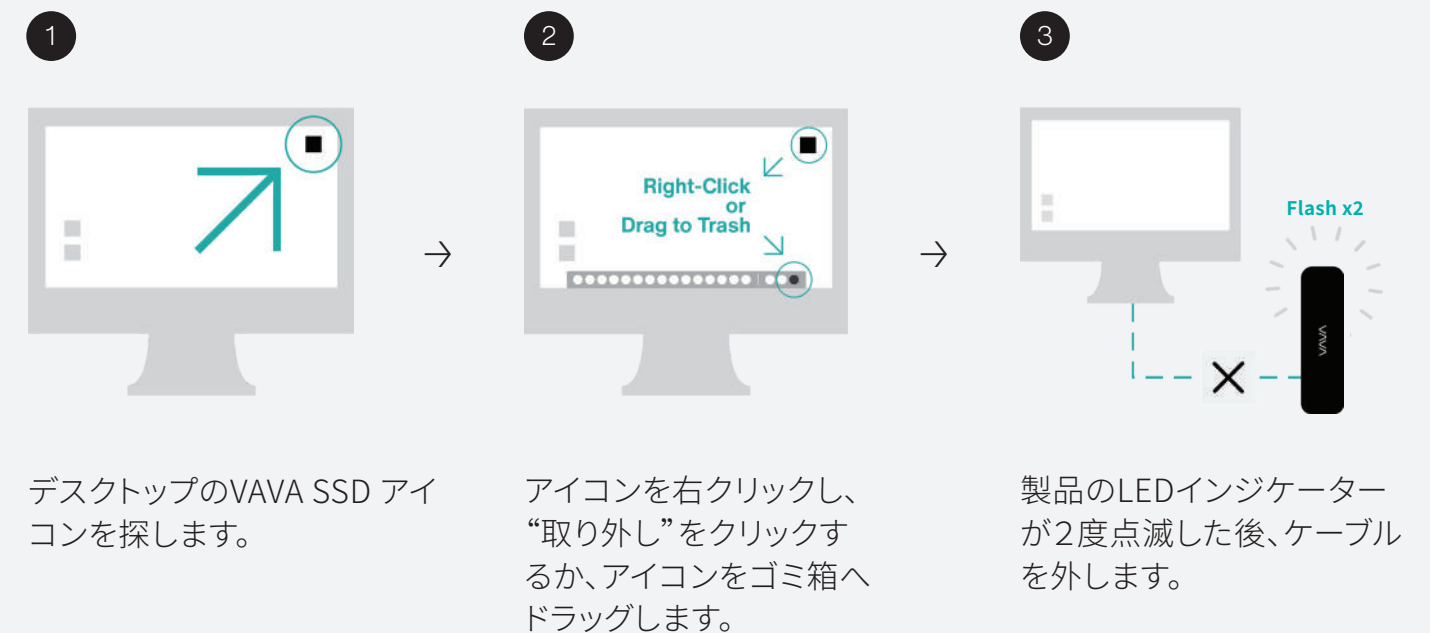 1
デスクトップのVAVA SSD アイ
コンを探します。
2
Right-Click
or
Drag to Trash
アイコンを右クリックし、
“取り外し”をクリックす
るか、アイコンをゴミ箱へ
ドラッグします。
3
Flash x2
VAVA
製品のLEDインジケーター
が２度点滅した後、ケーブル
を外します。